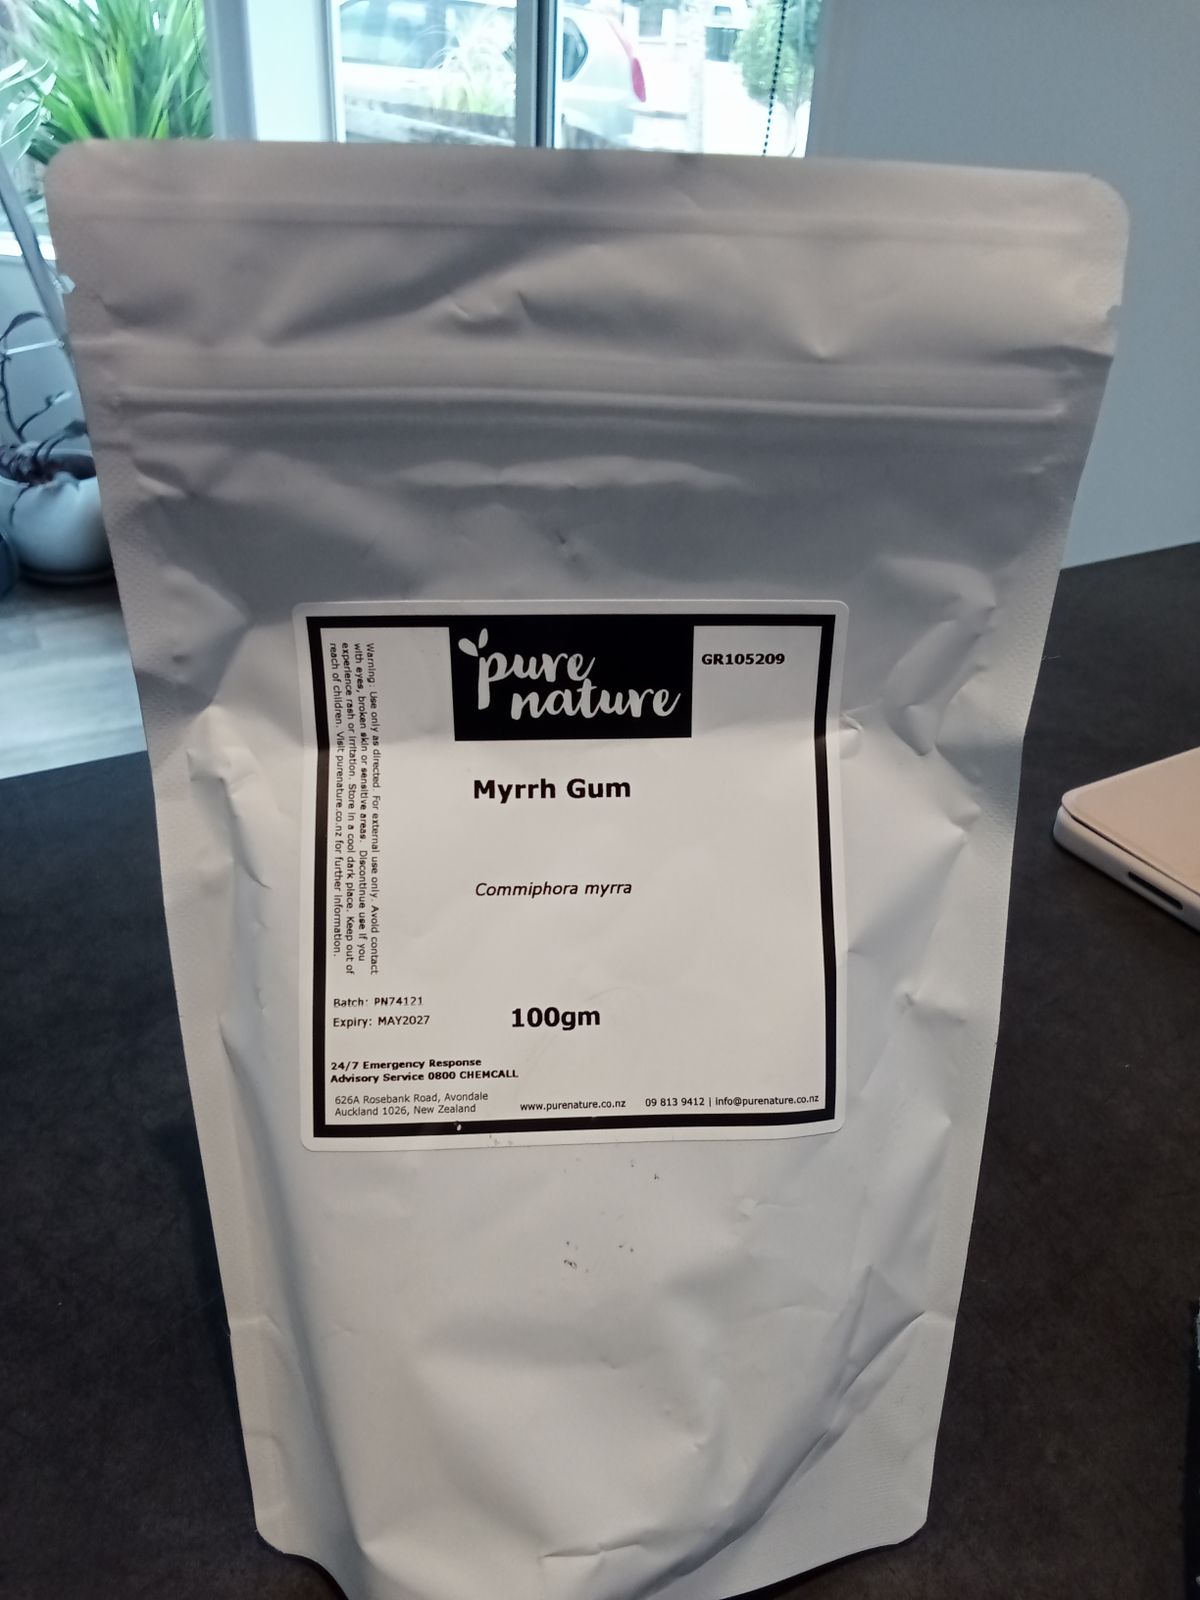 pure
nature
GR105209
Warning: Use only as directed. For external use only. Avoid contact
with eyes, broken skin or sensitive areas. Discontinue use if you
experience rash or irritation. Store in a cool dark place. Keep out of
reach of children. Visit purenature.co.nz for further information.
Myrrh Gum
Commiphora myrra
Batch: PN74121
Expiry: MAY2027
100gm
24/7 Emergency Response
Advisory Service 0800 CHEMCALL
626A Rosebank Road, Avondale
Auckland 1026, New Zealand
www.purenature.co.nz
09 813 9412 | info@purenature.co.nz